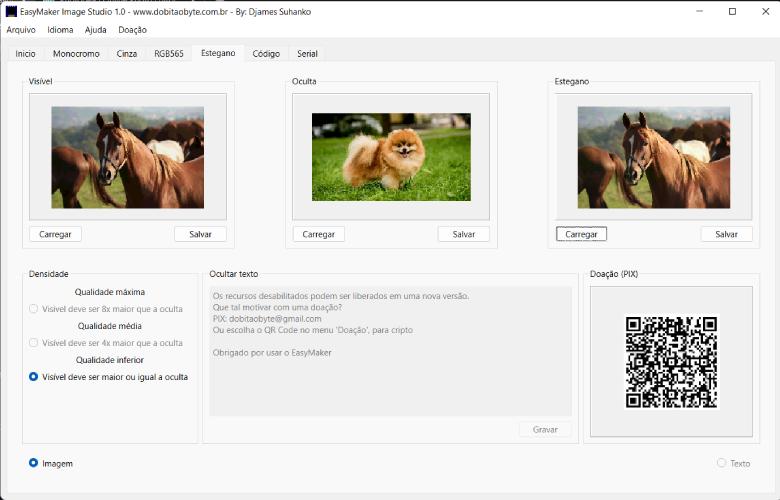 EasyMaker Image Studio 1.0 - www.dobitaobyte.com.br - By: Djames Suhanko
Arquivo Idioma Ajuda Doação
Inicio Monocromo Cinza RGB565 Estegano Código Serial
Visível Oculta Estegano
Carregar Salvar Carregar Salvar Carregar Salvar
Densidade
Qualidade máxima
Visivel deve ser 8x maior que a oculta
Qualidade média
Visível deve ser 4x maior que a oculta
Qualidade inferior
Visível deve ser maior ou igual a oculta
Ocultar texto
Os recursos desabilitados podem ser liberados em uma nova versão.
Que tal motivar com uma doação?
PIX: dobitaobyte@gmail.com
Ou escolha o QR Code no menu 'Doação', para cripto
Obrigado por usar o EasyMaker
Gravar
Doação (PIX)
Imagem Texto